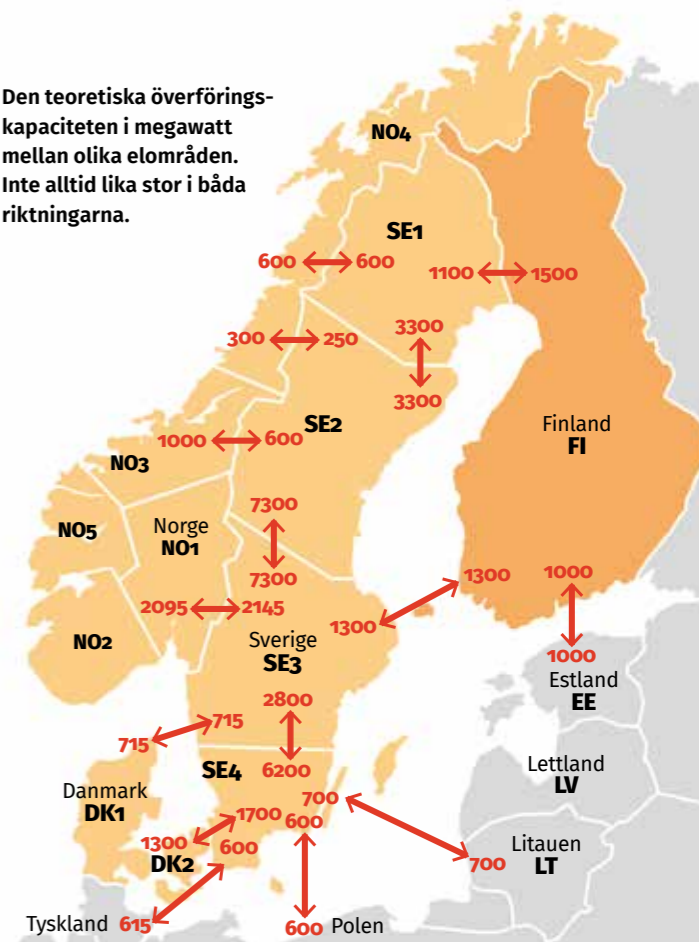 Den teoretiska överförings-
kapaciteten i megawatt
mellan olika elområden.
Inte alltid lika stor i båda
riktningarna.
NO4
SE1
600 600
1100 1500
300 250
3300
3300
SE2
Finland
FI
1000 600
NO3
7300
NO5
Norge
NO1
7300
1300 1000
2095 2145
1300
NO2
Sverige
SE3
1000
Estland
EE
2800
715 715
SE4
6200
Lettland
LV
Danmark
DK1
700
1700
600
1300
600
DK2
Litauen
LT
700
Tyskland 615
600 Polen